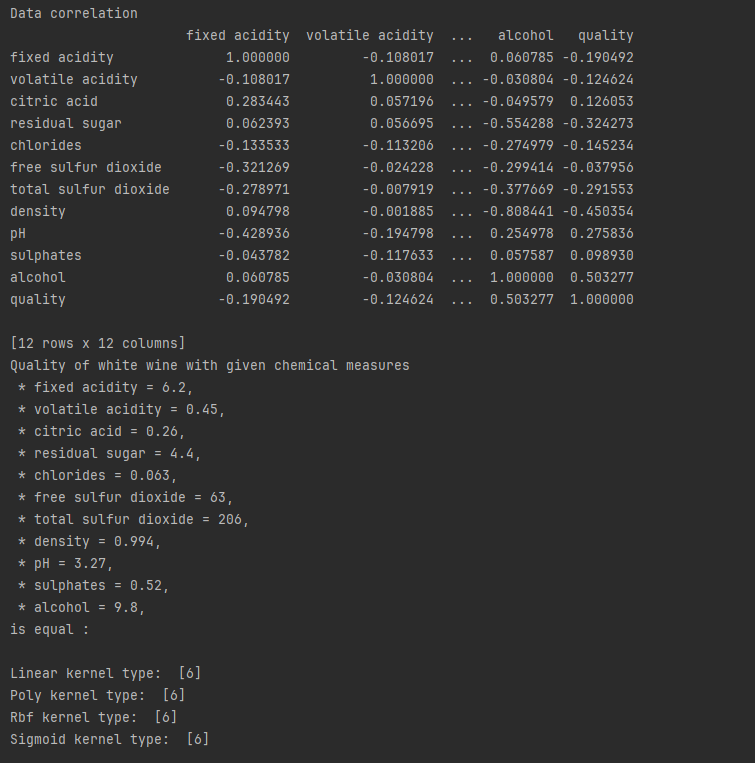 Data correlation
fixed acidity  volatile acidity  ...   alcohol   quality
fixed acidity              1.000000         -0.108017  ...  0.060785 -0.190492
volatile acidity          -0.108017          1.000000  ... -0.030804 -0.124624
citric acid                0.283443          0.057196  ... -0.049579  0.126053
residual sugar             0.062393          0.056695  ... -0.554288 -0.324273
chlorides                 -0.133533         -0.113206  ... -0.274979 -0.145234
free sulfur dioxide       -0.321269         -0.024228  ... -0.299414 -0.037956
total sulfur dioxide      -0.278971         -0.007919  ... -0.377669 -0.291553
density                    0.094798         -0.001885  ... -0.808441 -0.450354
pH                        -0.428936         -0.194798  ...  0.254978  0.275836
sulphates                 -0.043782         -0.117633  ...  0.057587  0.098930
alcohol                    0.060785         -0.030804  ...  1.000000  0.503277
quality                   -0.190492         -0.124624  ...  0.503277  1.000000
[12 rows x 12 columns]
Quality of white wine with given chemical measures
* fixed acidity = 6.2,
* volatile acidity = 0.45,
* citric acid = 0.26,
* residual sugar = 4.4,
* chlorides = 0.063,
* free sulfur dioxide = 63,
* total sulfur dioxide = 206,
* density = 0.994,
* pH = 3.27,
* sulphates = 0.52,
* alcohol = 9.8,
is equal :
Linear kernel type:  [6]
Poly kernel type:  [6]
Rbf kernel type:  [6]
Sigmoid kernel type:  [6]